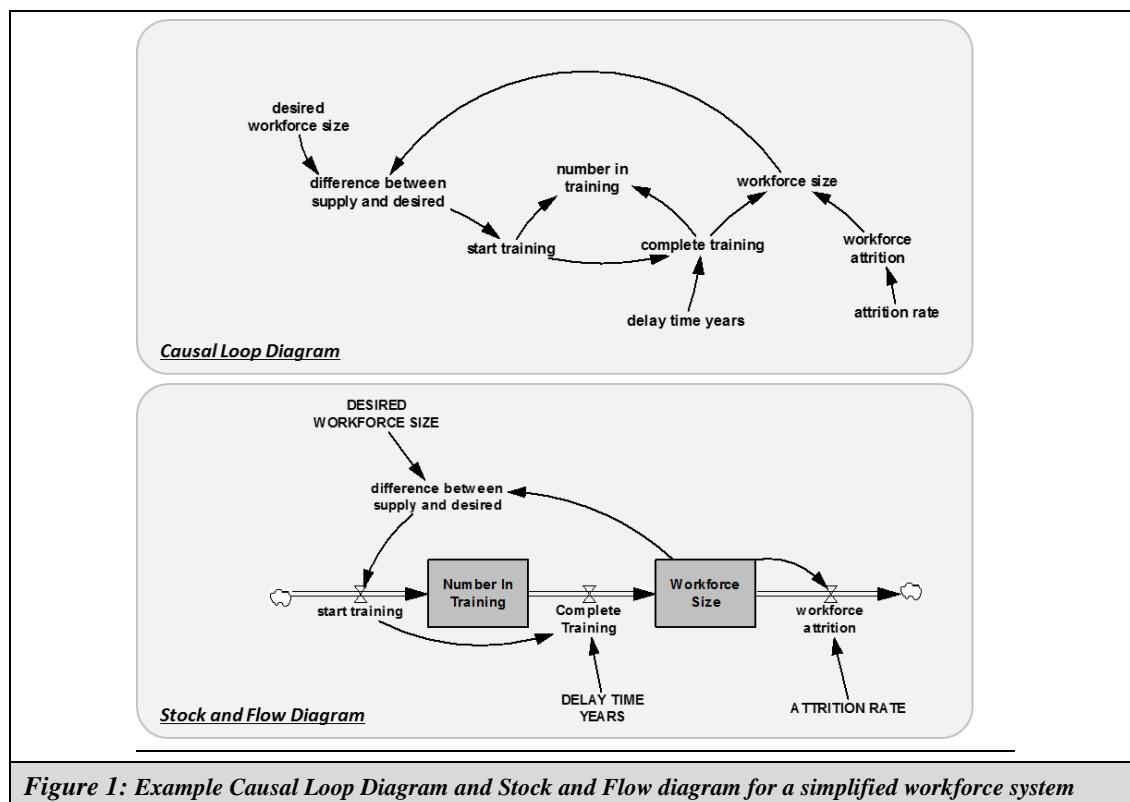 desired
workforce size
difference between
supply and desired
number in
training
workforce size
start training
complete training
workforce
attrition
delay time years
attrition rate
Causal Loop Diagram
DESIRED
WORKFORCE SIZE
difference between
supply and desired
Number In
Training
Workforce
Size
start training
Complete
Training
workforce
attrition
DELAY TIME
YEARS
ATTRITION RATE
Stock and Flow Diagram
Figure 1: Example Causal Loop Diagram and Stock and Flow diagram for a simplified workforce system